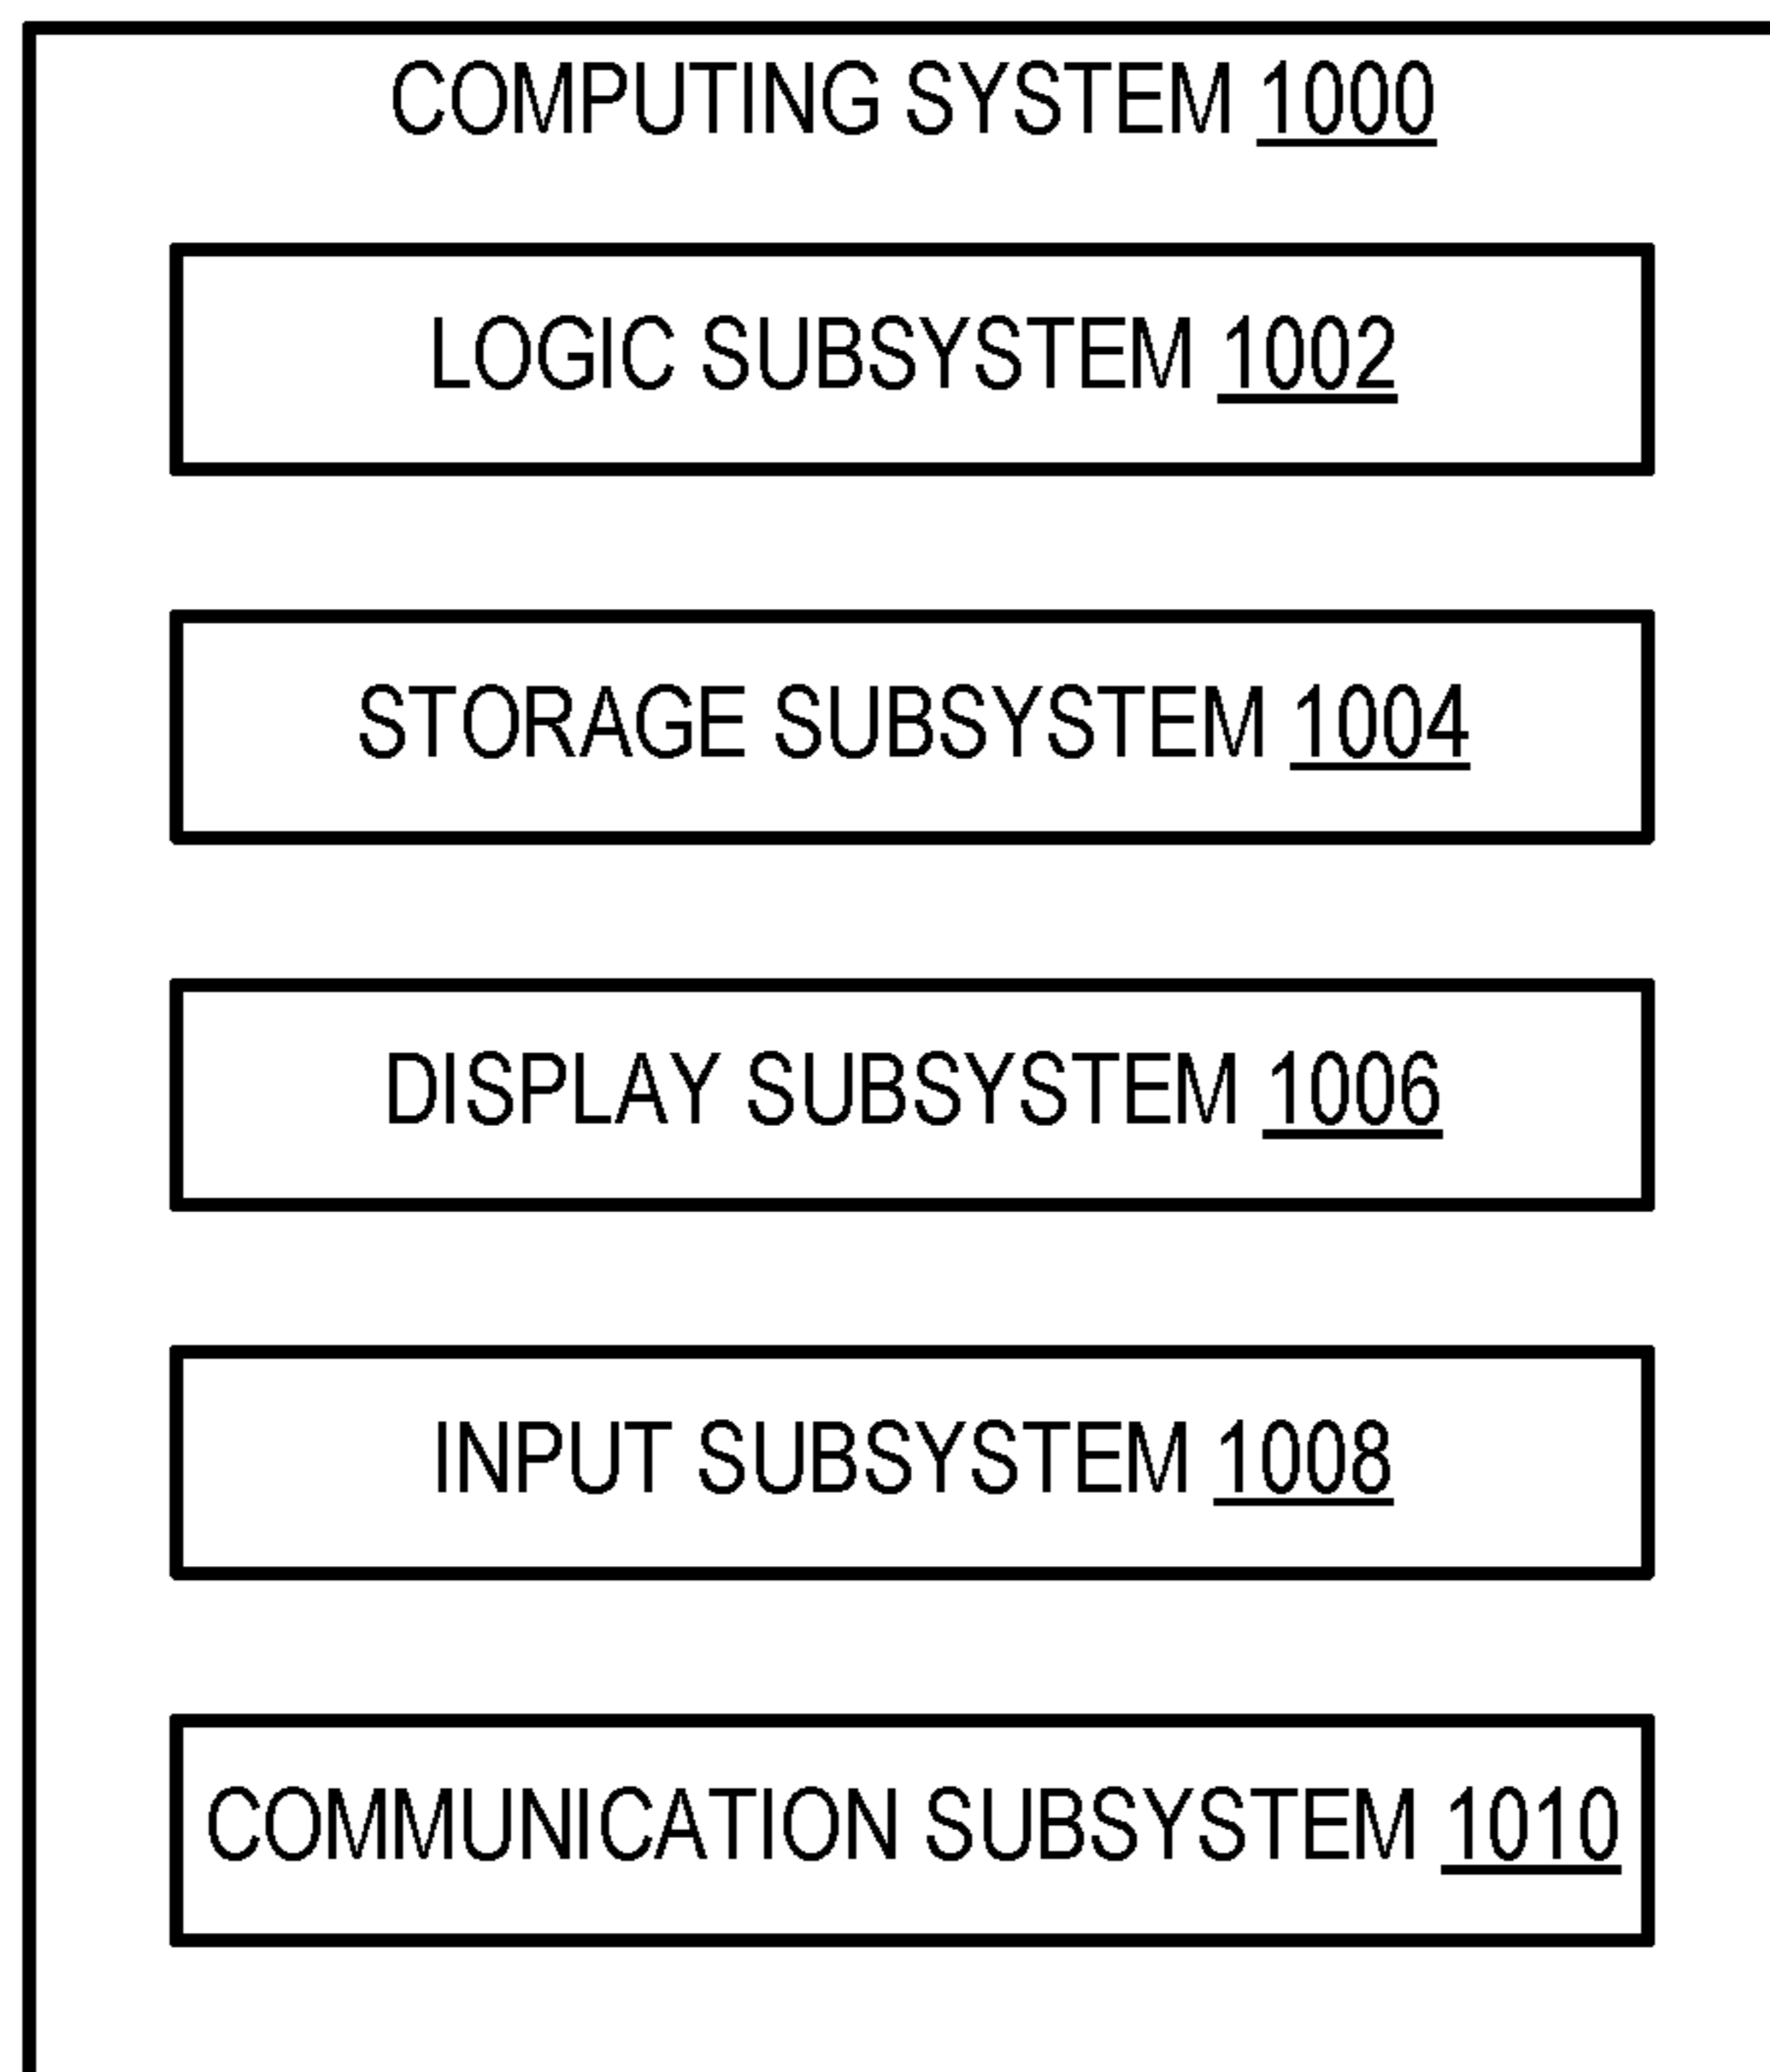 COMPUTING SYSTEM 1000
LOGIC SUBSYSTEM 1002
STORAGE SUBSYSTEM 1004
DISPLAY SUBSYSTEM 1006
INPUT SUBSYSTEM 1008
COMMUNICATION SUBSYSTEM 1010